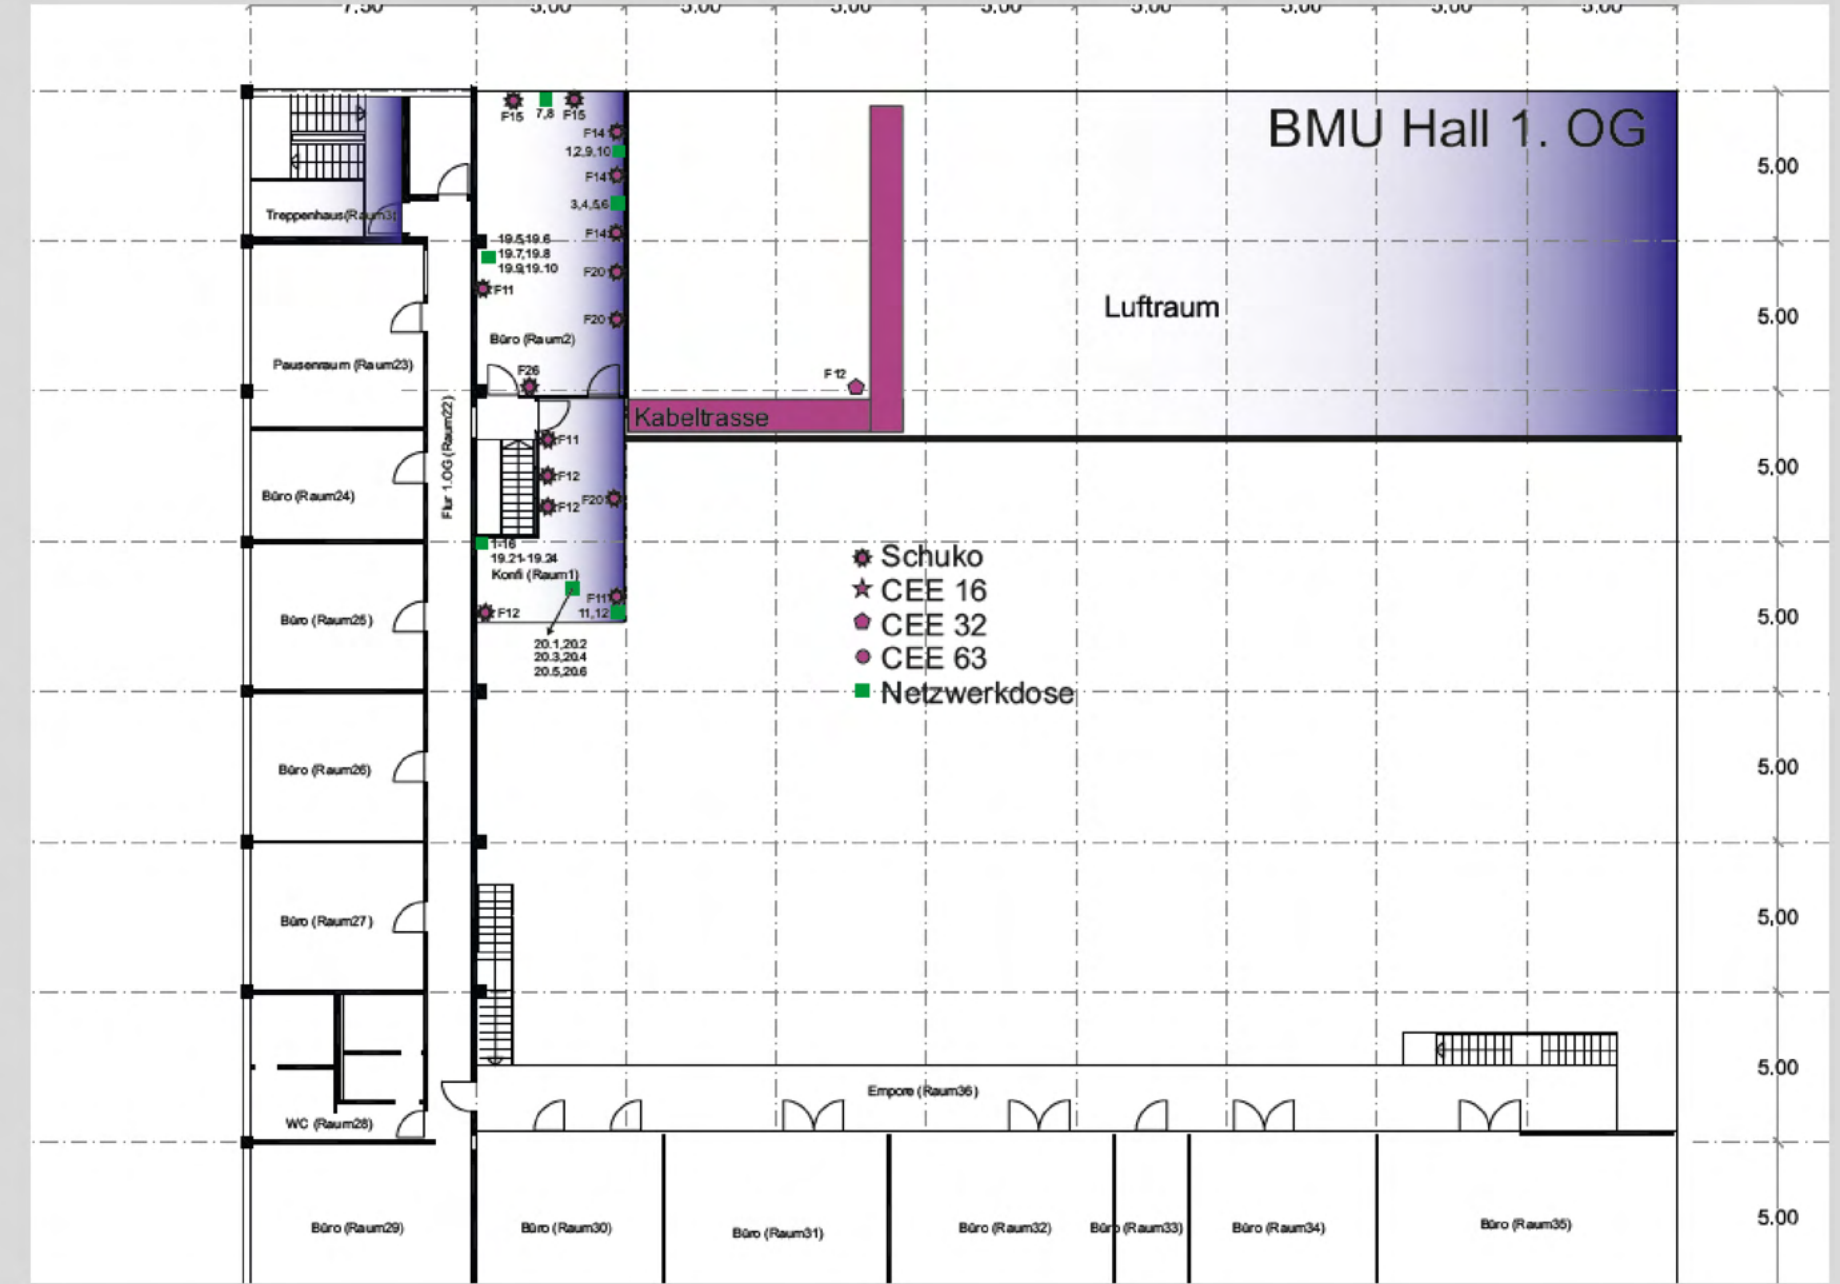 7.50 5.00 5.00 5.00 5.00 5.00 5.00 5.00 5.00
BMU Hall 1. OG
F15 7,8 F15
F14
1,2,9,10
F14
3,4,5,6
F14
F20
F20
5.00
Treppenhaus(Raum3)
19.5,19.6
19.7,19.8
19.9,19.10
F11
Büro (Raum2)
F26
Luftraum
5.00
Pausenraum (Raum23)
F12
Kabeltrasse
Flur 1.OG (Raum22)
F11
F12
F12
F20
5.00
Büro (Raum24)
1-16
19.21-19.24
Konfi (Raum1)
F11
11,12
F12
20.1,20.2
20.3,20.4
20.5,20.6
Schuko
CEE 16
CEE 32
CEE 63
Netzwerkdose
Büro (Raum25)
5.00
Büro (Raum26)
5.00
Büro (Raum27)
5.00
Empore (Raum36)
5.00
WC (Raum28)
Büro (Raum29)
Büro (Raum30)
Büro (Raum31)
Büro (Raum32)
Büro (Raum33)
Büro (Raum34)
Büro (Raum35)
5.00